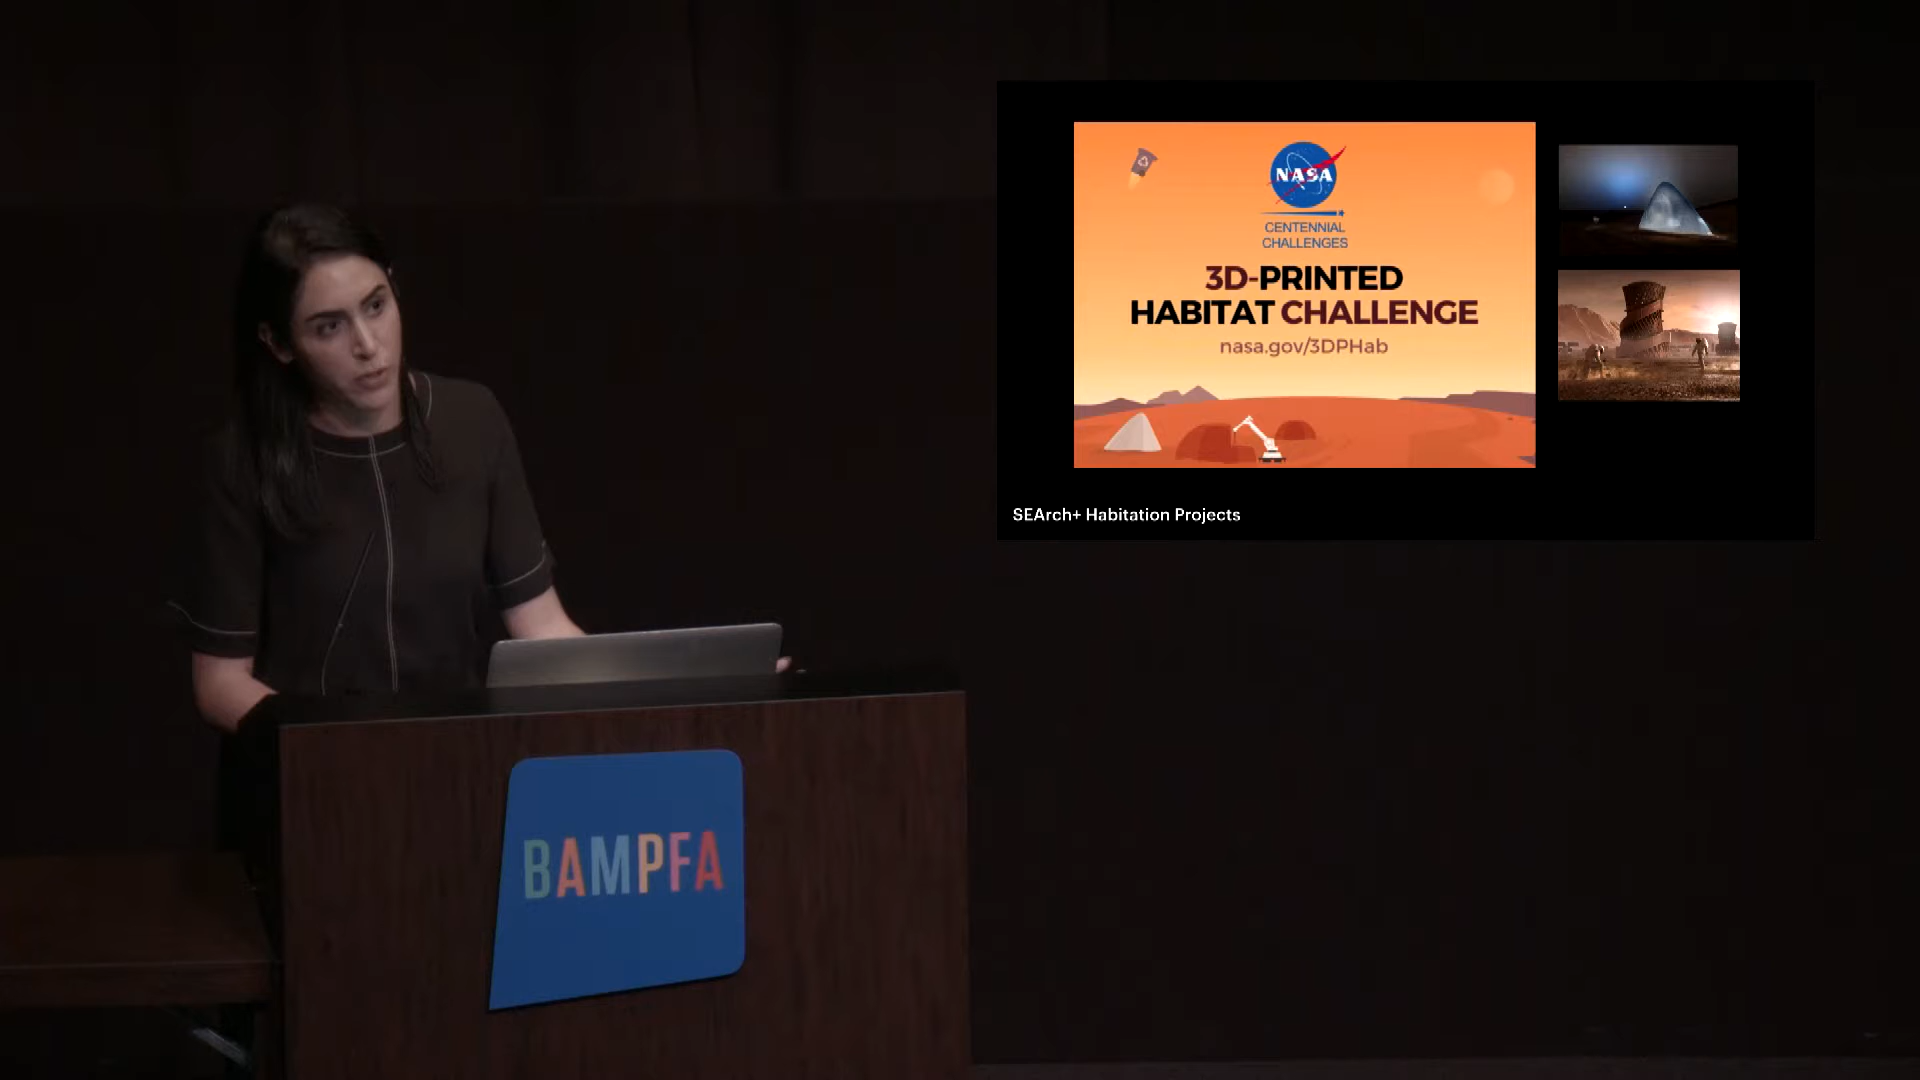 NASA
CENTENNIAL
CHALLENGES
3D-PRINTED
HABITAT CHALLENGE
nasa.gov/3DPHab
SEArch+ Habitation Projects
BAMPFA